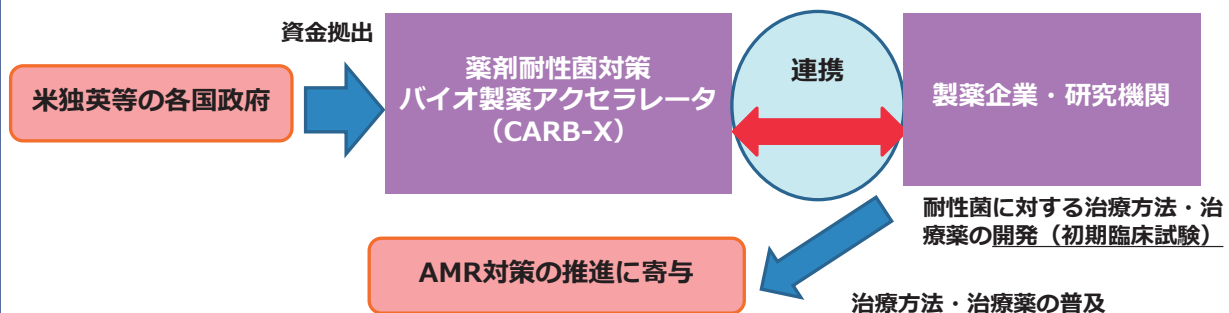 資金拠出
米独英等の各国政府
薬剤耐性菌対策
バイオ製薬アクセラレータ
（CARB-X）
連携
製薬企業・研究機関
耐性菌に対する治療方法・治
療薬の開発（初期臨床試験）
AMR対策の推進に寄与
治療方法・治療薬の普及